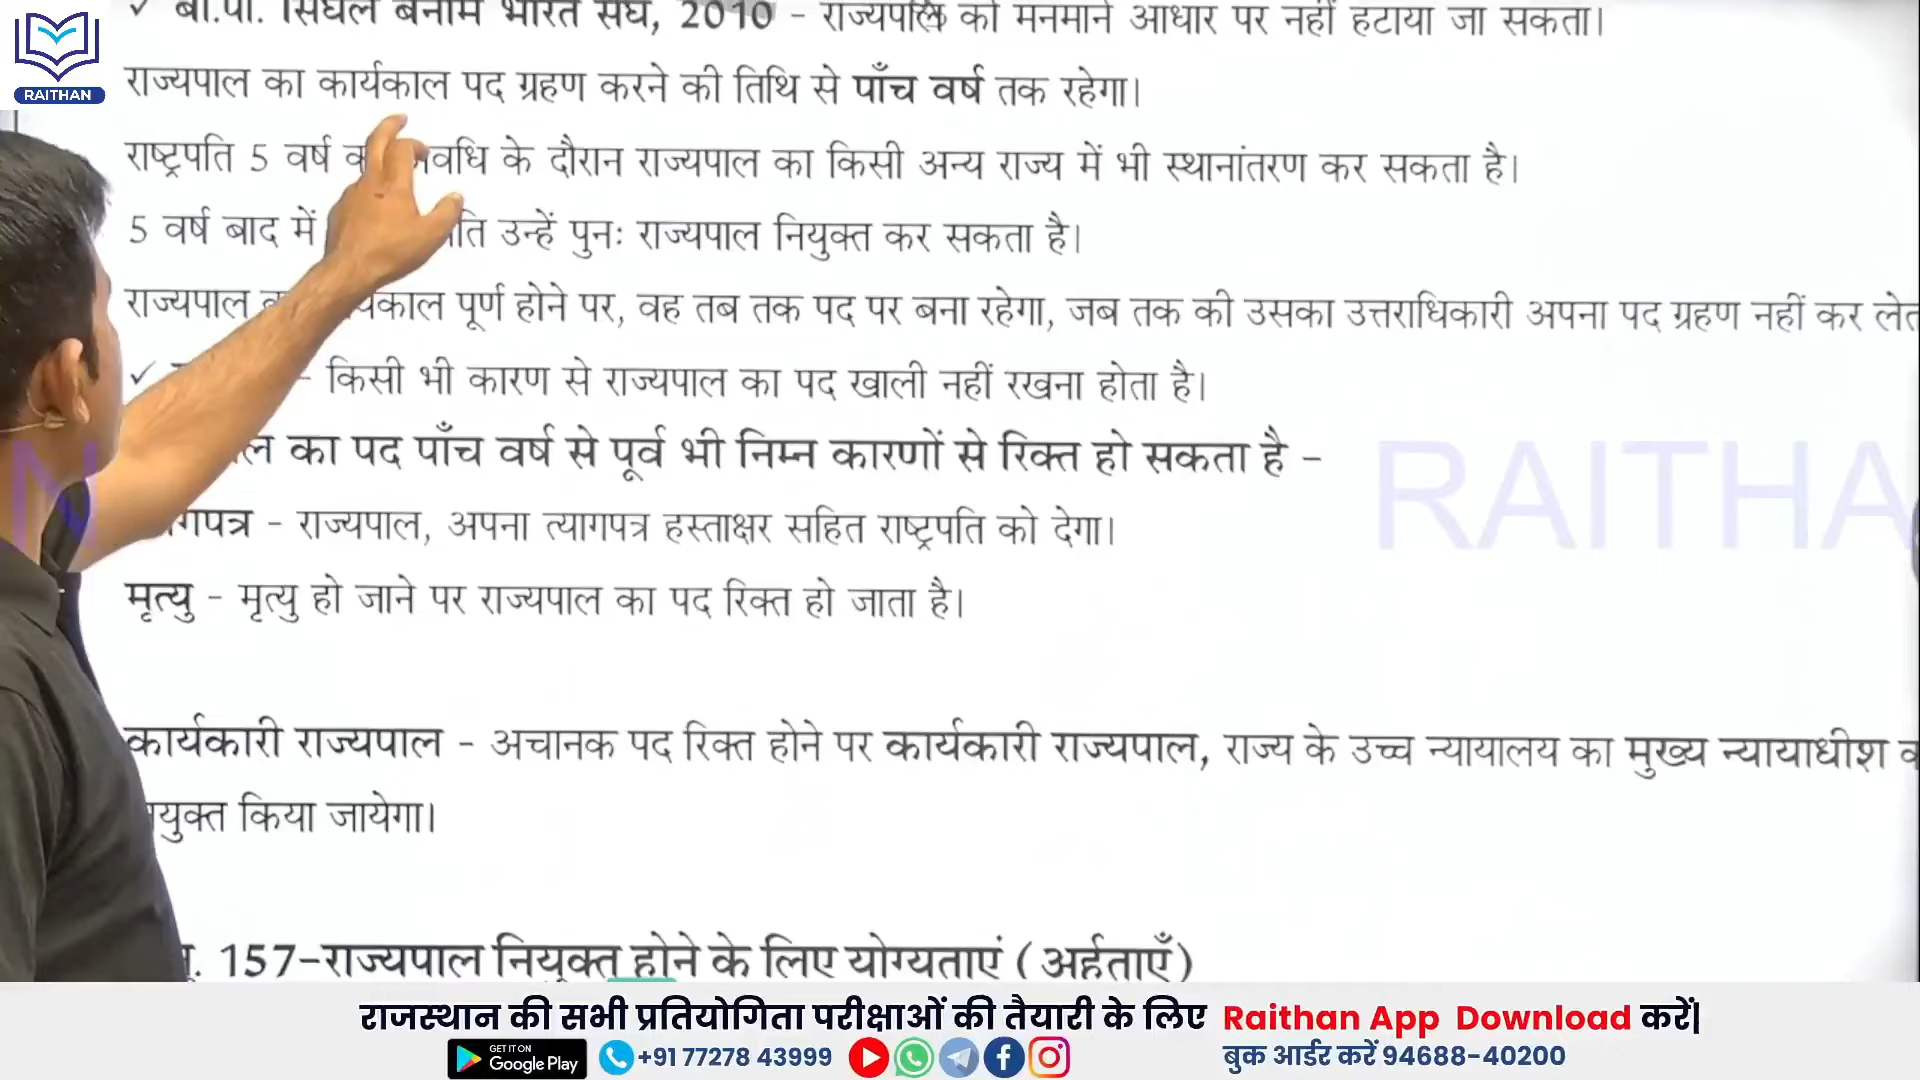 RAITHAN
✓ बी.पी. सिंघल बनाम भारत संघ, 2010 – राज्यपाल को मनमाने आधार पर नहीं हटाया जा सकता।
राज्यपाल का कार्यकाल पद ग्रहण करने की तिथि से पाँच वर्ष तक रहेगा।
राष्ट्रपति 5 वर्ष के दौरान राज्यपाल का किसी अन्य राज्य में भी स्थानांतरण कर सकता है।
5 वर्ष बाद में उन्हें पुनः राज्यपाल नियुक्त कर सकता है।
राज्यपाल पूर्ण होने पर, वह तब तक पद पर बना रहेगा, जब तक की उसका उत्तराधिकारी अपना पद ग्रहण नहीं कर
✓ – किसी भी कारण से राज्यपाल का पद खाली नहीं रखना होता है।
का पद पाँच वर्ष से पूर्व भी निम्न कारणों से रिक्त हो सकता है –
– राज्यपाल, अपना त्यागपत्र हस्ताक्षर सहित राष्ट्रपति को देगा।
मृत्यु – मृत्यु हो जाने पर राज्यपाल का पद रिक्त हो जाता है।
कार्यकारी राज्यपाल – अचानक पद रिक्त होने पर कार्यकारी राज्यपाल, राज्य के उच्च न्यायालय का मुख्य न्यायाधीश
किया जायेगा।
157–राज्यपाल नियुक्त होने के लिए योग्यताएं (अर्हताएँ)
राजस्थान की सभी प्रतियोगिता परीक्षाओं की तैयारी के लिए Raithan App Download करें|
GET IT ON Google Play +91 77278 43999 बुक आर्डर करें 94688-40200